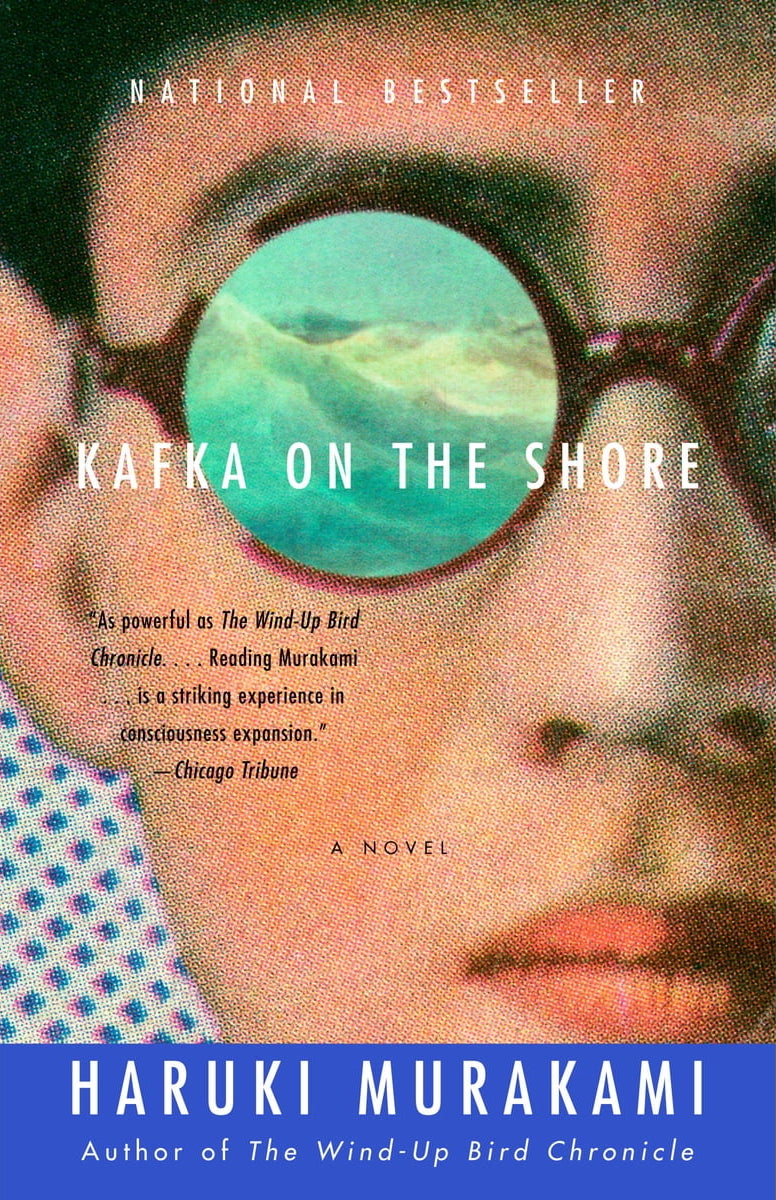 NATIONAL BESTSELLER
KAFKA ON THE SHORE
“As powerful as The Wind-Up Bird
Chronicle. . . . Reading Murakami
. . . is a striking experience in
consciousness expansion.”
—Chicago Tribune
A NOVEL
HARUKI MURAKAMI
Author of The Wind-Up Bird Chronicle